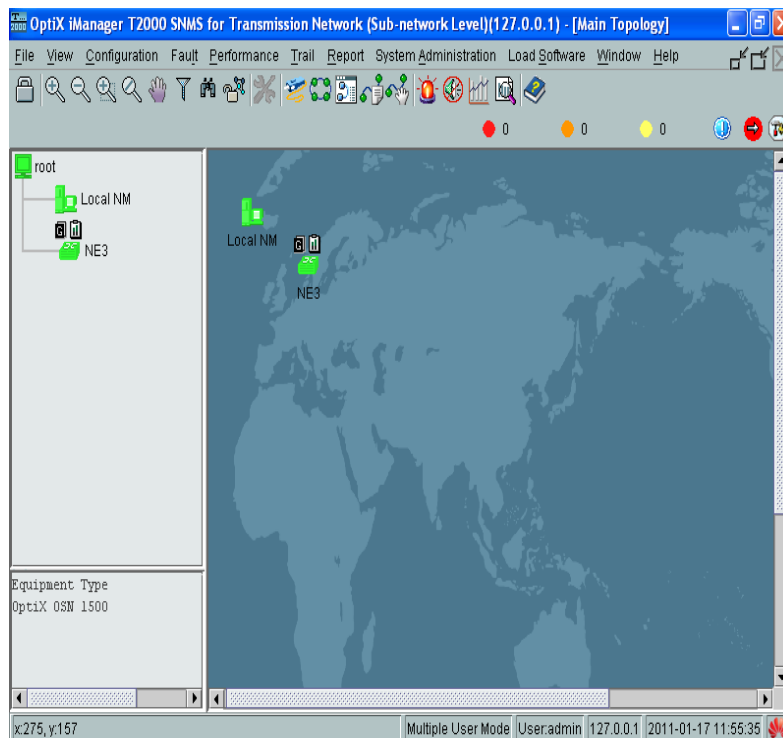 OptiX iManager T2000 SNMS for Transmission Network (Sub-network Level)(127.0.0.1) - [Main Topology]
File View Configuration Fault Performance Trail Report System Administration Load Software Window Help
0 0 0
root
Local NM
NE3
Local NM
NE3
Equipment Type
OptiX OSN 1500
x:275, y:157 Multiple User Mode User:admin 127.0.0.1 2011-01-17 11:55:35